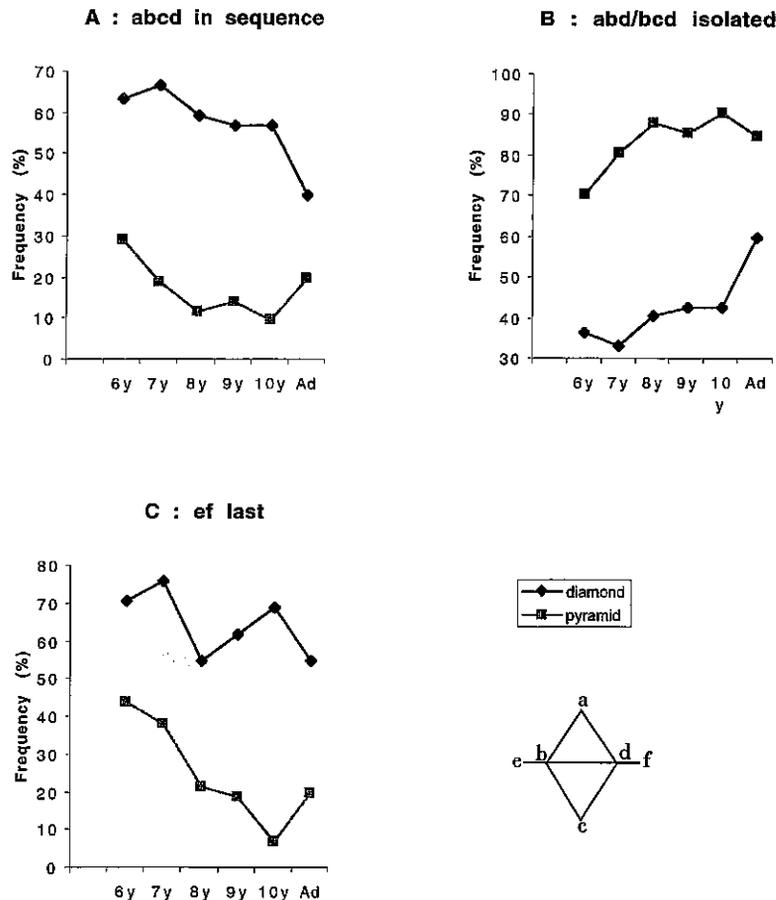 A : abcd in sequence
Frequency (%)
70
60
50
40
30
20
10
0
6y 7y 8y 9y 10y Ad
B : abd/bcd isolated
Frequency (%)
100
90
80
70
60
50
40
30
6y 7y 8y 9y 10 Ad
y
C : ef last
Frequency (%)
80
70
60
50
40
30
20
10
0
6y 7y 8y 9y 10y Ad
diamond
pyramid
a
e b d f
c